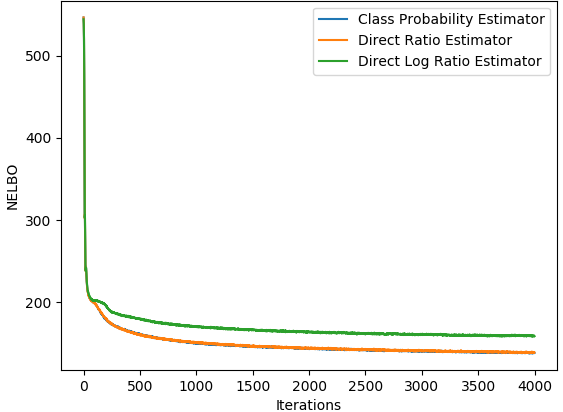 Class Probability Estimator
Direct Ratio Estimator
Direct Log Ratio Estimator
500
400
300
200
NELBO
0
500
1000
1500
2000
2500
3000
3500
4000
Iterations